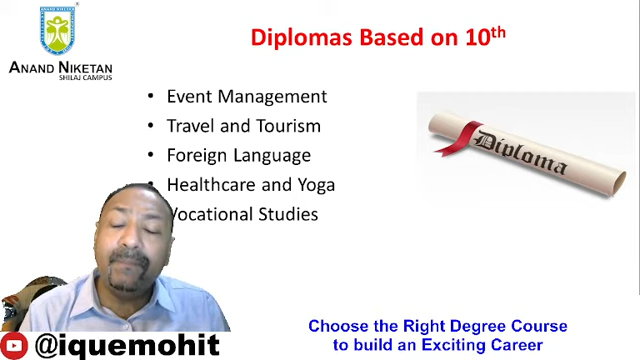 Diplomas Based on 10th
ANAND NIKETAN
SHILAJ CAMPUS
• Event Management
• Travel and Tourism
• Foreign Language
• Healthcare and Yoga
Vocational Studies
Diploma
Choose the Right Degree Course
to build an Exciting Career
@iquemohit